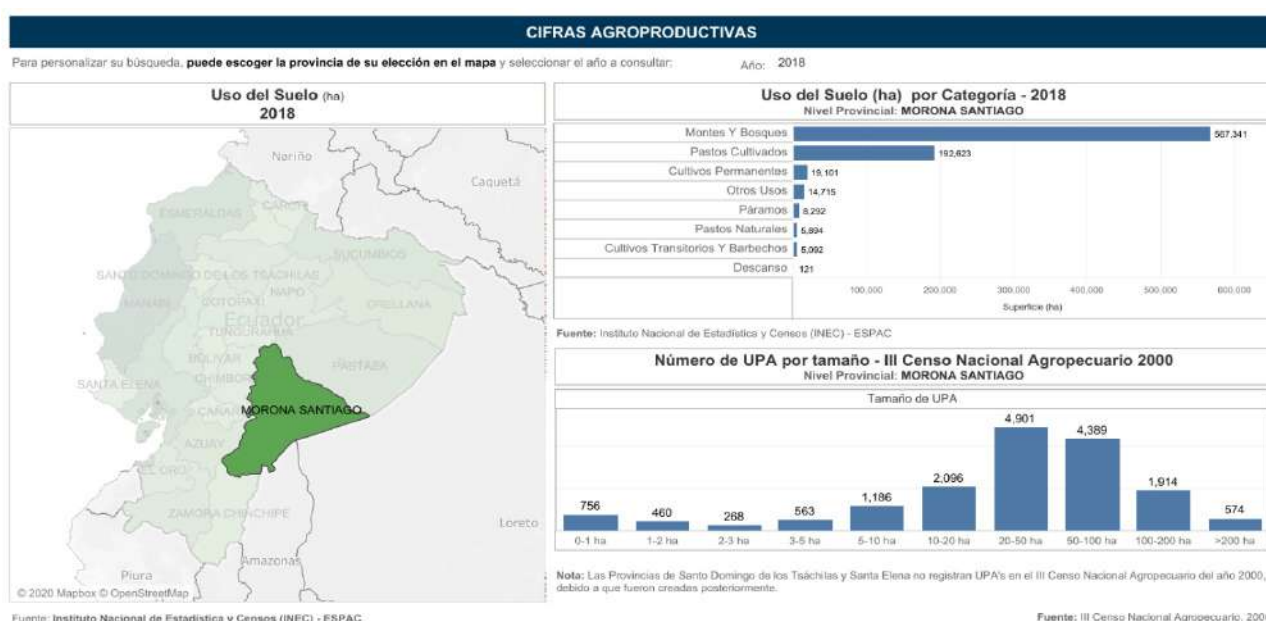 CIFRAS AGROPRODUCTIVAS
Para personalizar su búsqueda, puede escoger la provincia de su elección en el mapa y seleccionar el año a consultar:
Año: 2018
Uso del Suelo (ha)
2018
Nariño
Caquetá
ESMERALDAS
CARCHI
SUCUMBIOS
SANTO DOMINGO DE LOS TSÁCHILAS
MANABI
COTOPAXI
NAPO
ORELLANA
Ecuador
TUNGURAHUA
BOLIVAR
PASTAZA
SANTA ELENA
CHIMBOR
CAÑAR
MORONA SANTIAGO
AZUAY
EL ORO
ZAMORA CHINCHIPE
Loreto
Piura
Amazonas
© 2020 Mapbox © OpenStreetMap
Fuente: Instituto Nacional de Estadística y Censos (INEC) - ESPAC
Uso del Suelo (ha) por Categoría - 2018
Nivel Provincial: MORONA SANTIAGO
Montes Y Bosques 567,341
Pastos Cultivados 192,623
Cultivos Permanentes 19,101
Otros Usos 14,715
Páramos 8,292
Pastos Naturales 5,894
Cultivos Transitorios Y Barbechos 5,092
Descanso 121
100,000 200,000 300,000 400,000 500,000 600,000
Superficie (ha)
Fuente: Instituto Nacional de Estadística y Censos (INEC) - ESPAC
Número de UPA por tamaño - III Censo Nacional Agropecuario 2000
Nivel Provincial: MORONA SANTIAGO
Tamaño de UPA
756 460 268 563 1,186 2,096 4,901 4,389 1,914 574
0-1 ha 1-2 ha 2-3 ha 3-5 ha 5-10 ha 10-20 ha 20-50 ha 50-100 ha 100-200 ha >200 ha
Nota: Las Provincias de Santo Domingo de los Tsáchilas y Santa Elena no registran UPA's en el III Censo Nacional Agropecuario del año 2000,
debido a que fueron creadas posteriormente.
Fuente: III Censo Nacional Agropecuario, 200